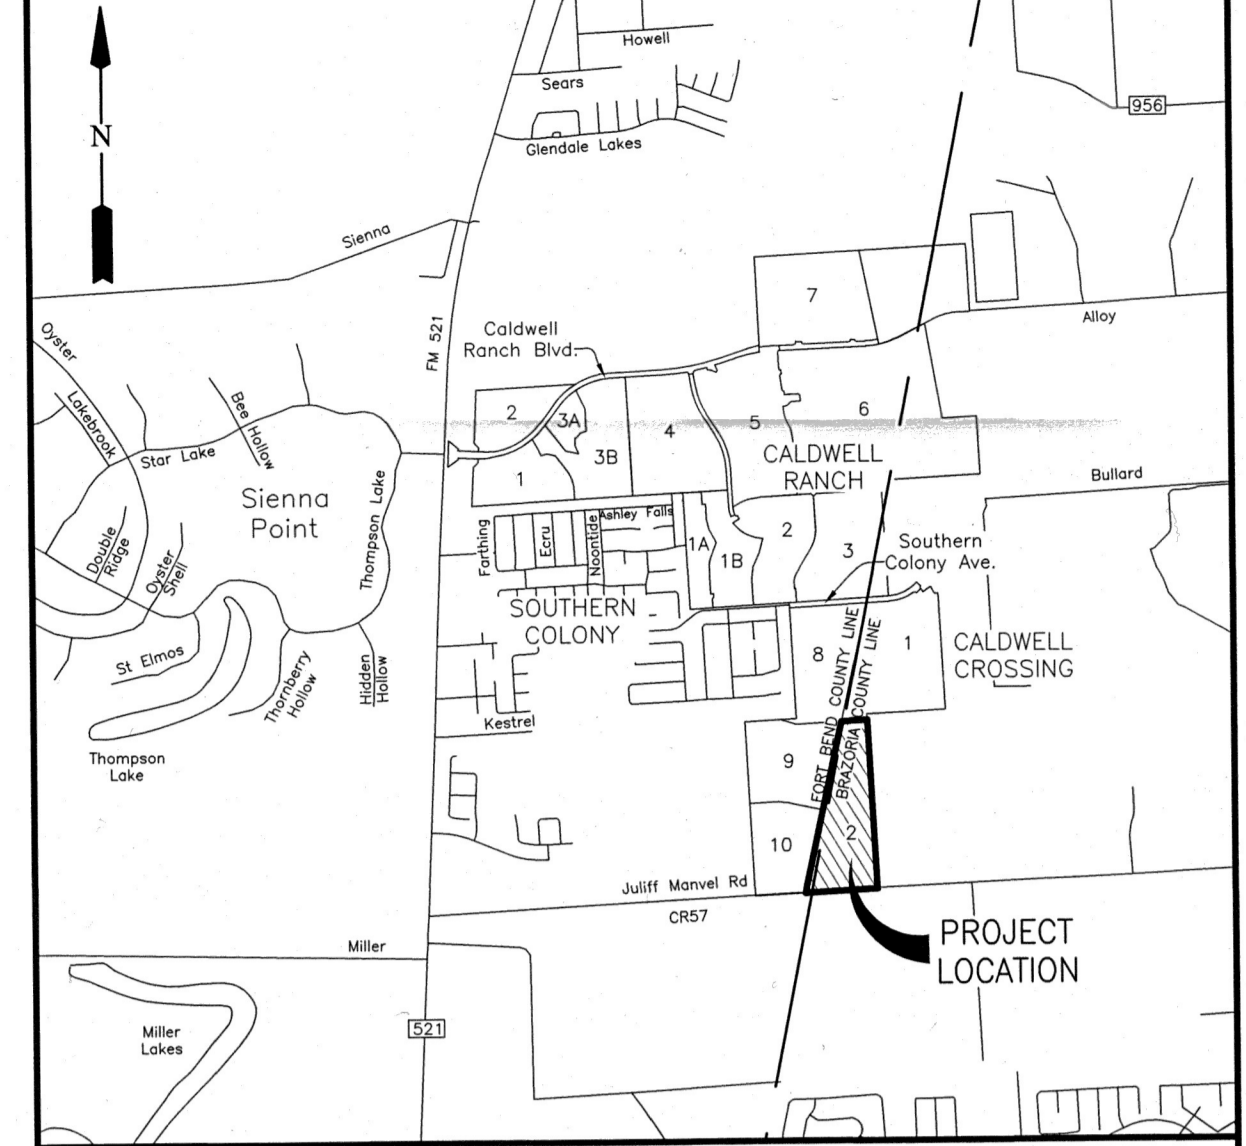 Howell
956
Sears
Glendale Lakes
N
Sienna
7
Alloy
Oyster
FM 521
Caldwell
Ranch Blvd.
Lakebrook
Bee
Hollow
2
3A
4
5
6
Star Lake
3B
CALDWELL
RANCH
1
Bullard
Sienna
Point
Thompson Lake
Farthing
Ecru
Noontide
Ashley Falls
1A
1B
2
3
Southern
Colony Ave.
Double
Ridge
Oyster
Shell
SOUTHERN
COLONY
FORT BEND COUNTY LINE
BRAZORIA COUNTY LINE
8
1
CALDWELL
CROSSING
St Elmos
Thornberry
Hollow
Hidden
Hollow
Kestrel
Thompson
Lake
9
2
10
Juliff Manvel Rd
CR57
PROJECT
LOCATION
Miller
521
Miller
Lakes